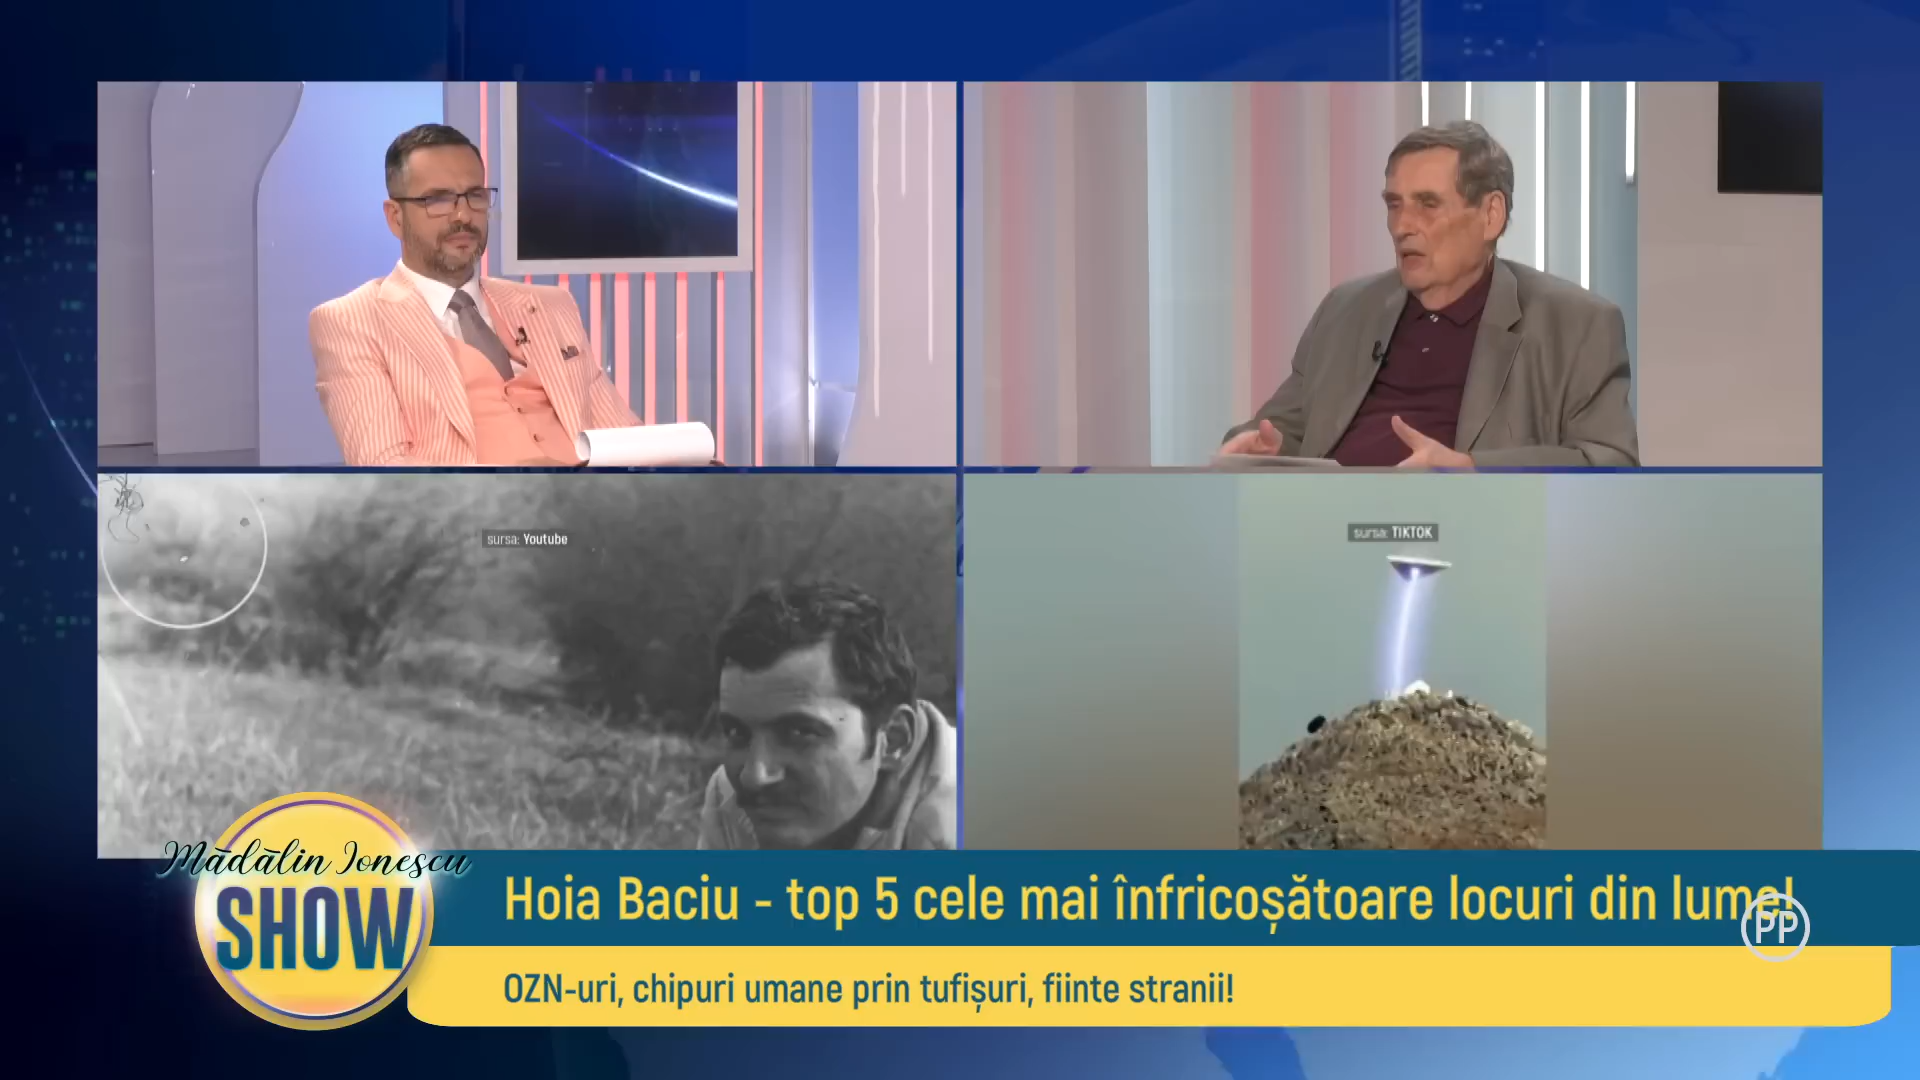 sursa: Youtube
sursa: TIKTOK
Mădălin Ionescu
SHOW
Hoia Baciu - top 5 cele mai înfricoșătoare locuri din lume!
PP
OZN-uri, chipuri umane prin tufișuri, fiinte stranii!